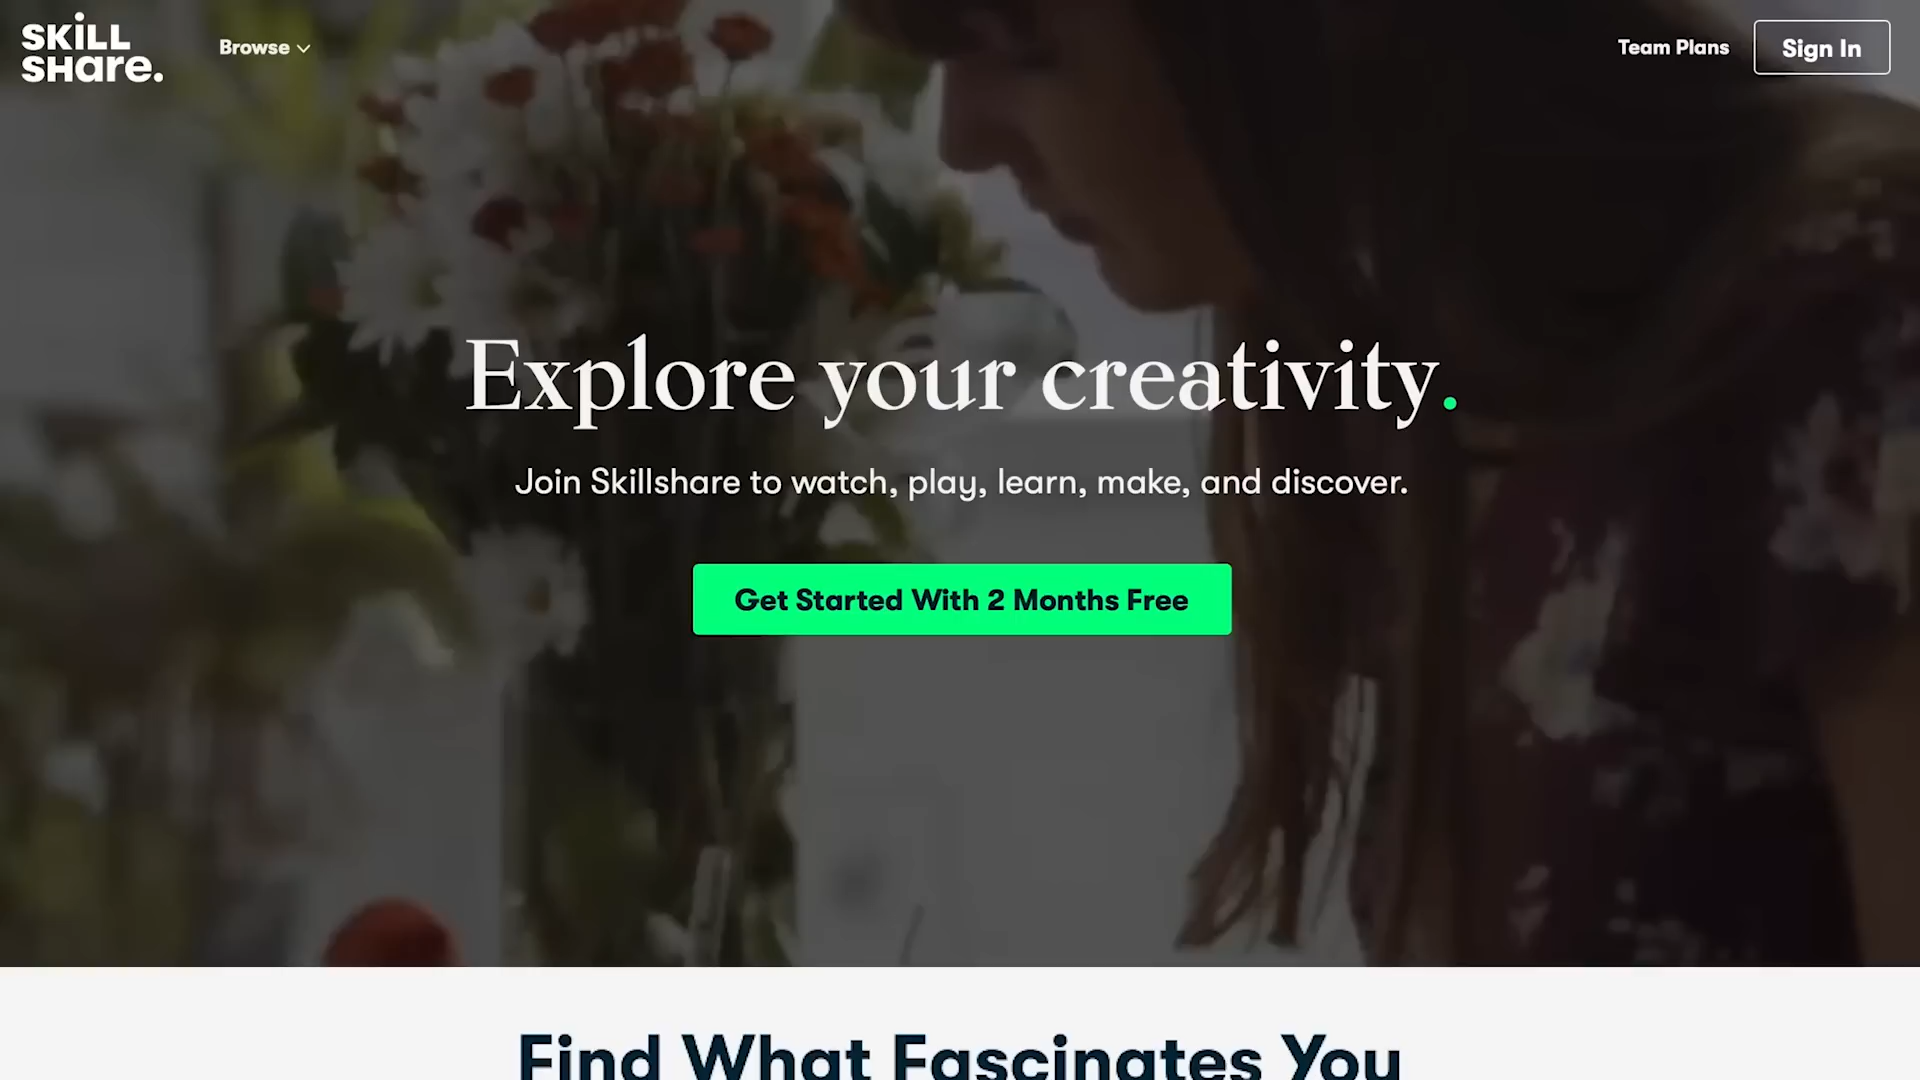 SKiLL
SHare.
Browse
Team Plans
Sign In
Explore your creativity.
Join Skillshare to watch, play, learn, make, and discover.
Get Started With 2 Months Free
Find What Fascinates You